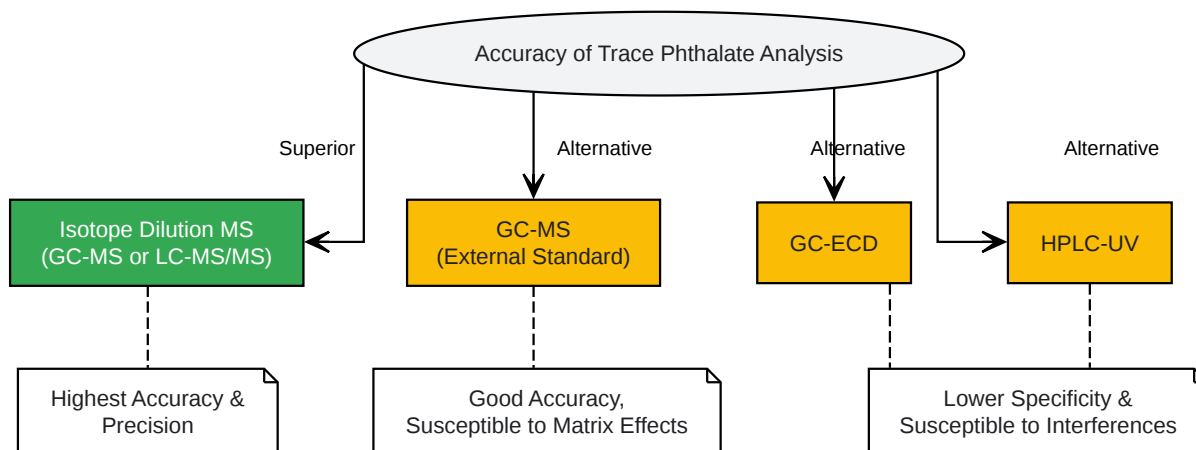 Accuracy of Trace Phthalate Analysis
Superior
Alternative
Alternative
Alternative
Isotope Dilution MS
(GC-MS or LC-MS/MS)
GC-MS
(External Standard)
GC-ECD
HPLC-UV
Highest Accuracy &
Precision
Good Accuracy,
Susceptible to Matrix Effects
Lower Specificity &
Susceptible to Interferences